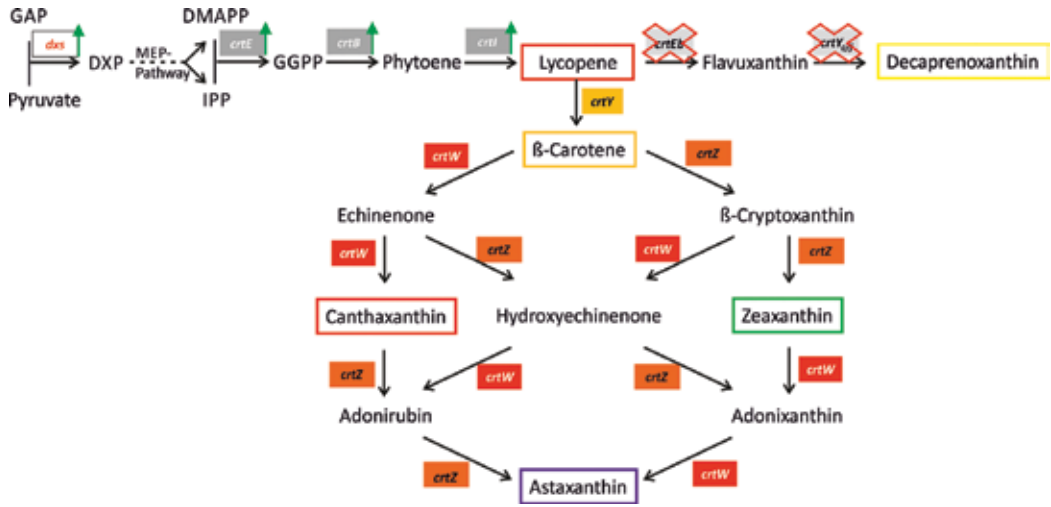 GAP
DMAPP
dxs
crtE
crtB
crtI
crtEb
crtYe/f
DXP
MEP-
Pathway
GGPP
Phytoene
Lycopene
Flavuxanthin
Decaprenoxanthin
Pyruvate
IPP
crtY
ß-Carotene
crtW
crtZ
Echinenone
ß-Cryptoxanthin
crtW
crtZ
crtW
crtZ
Canthaxanthin
Hydroxyechinenone
Zeaxanthin
crtZ
crtW
crtZ
crtW
Adonirubin
Adonixanthin
crtZ
Astaxanthin
crtW